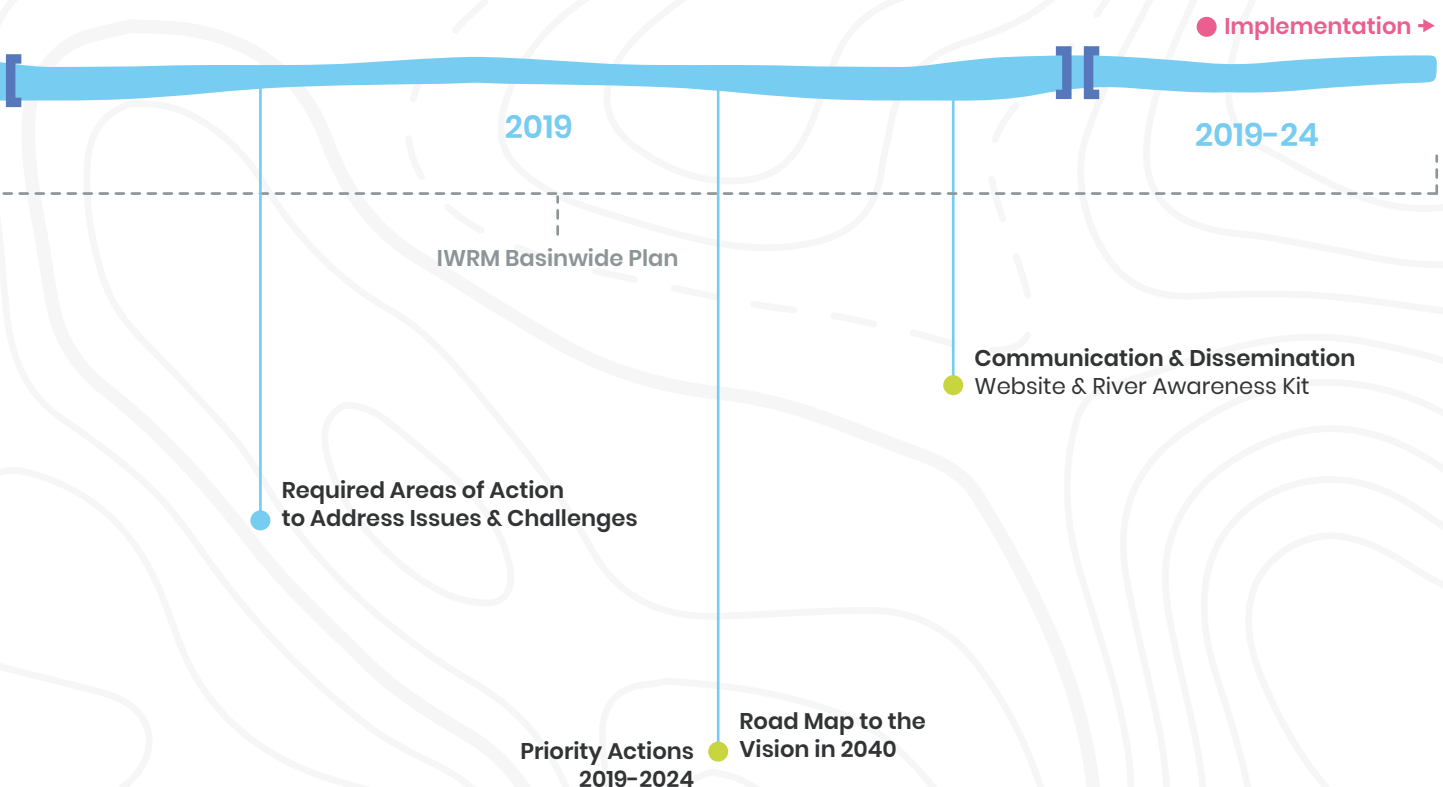 Implementation
2019
2019-24
IWRM Basinwide Plan
Communication & Dissemination
Website & River Awareness Kit
Required Areas of Action
to Address Issues & Challenges
Road Map to the
Vision in 2040
Priority Actions
2019-2024